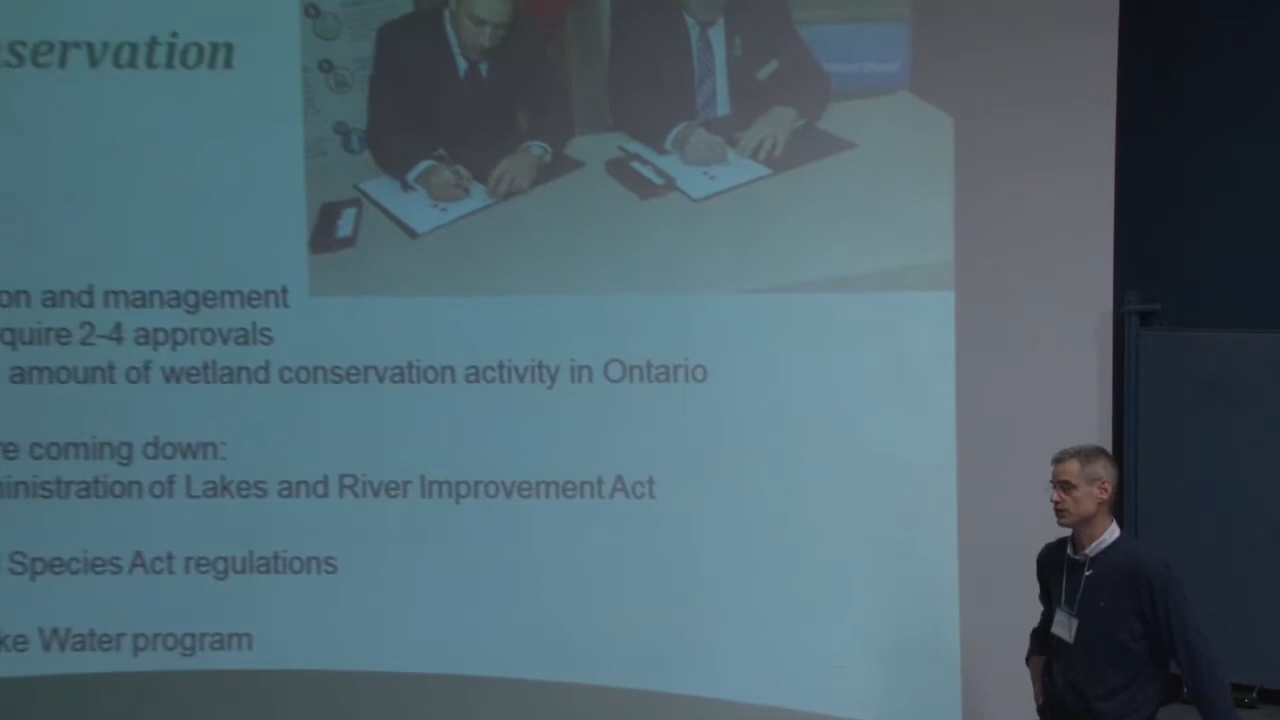 servation
on and management
quire 2-4 approvals
amount of wetland conservation activity in Ontario
re coming down:
inistration of Lakes and River Improvement Act
Species Act regulations
ke Water program